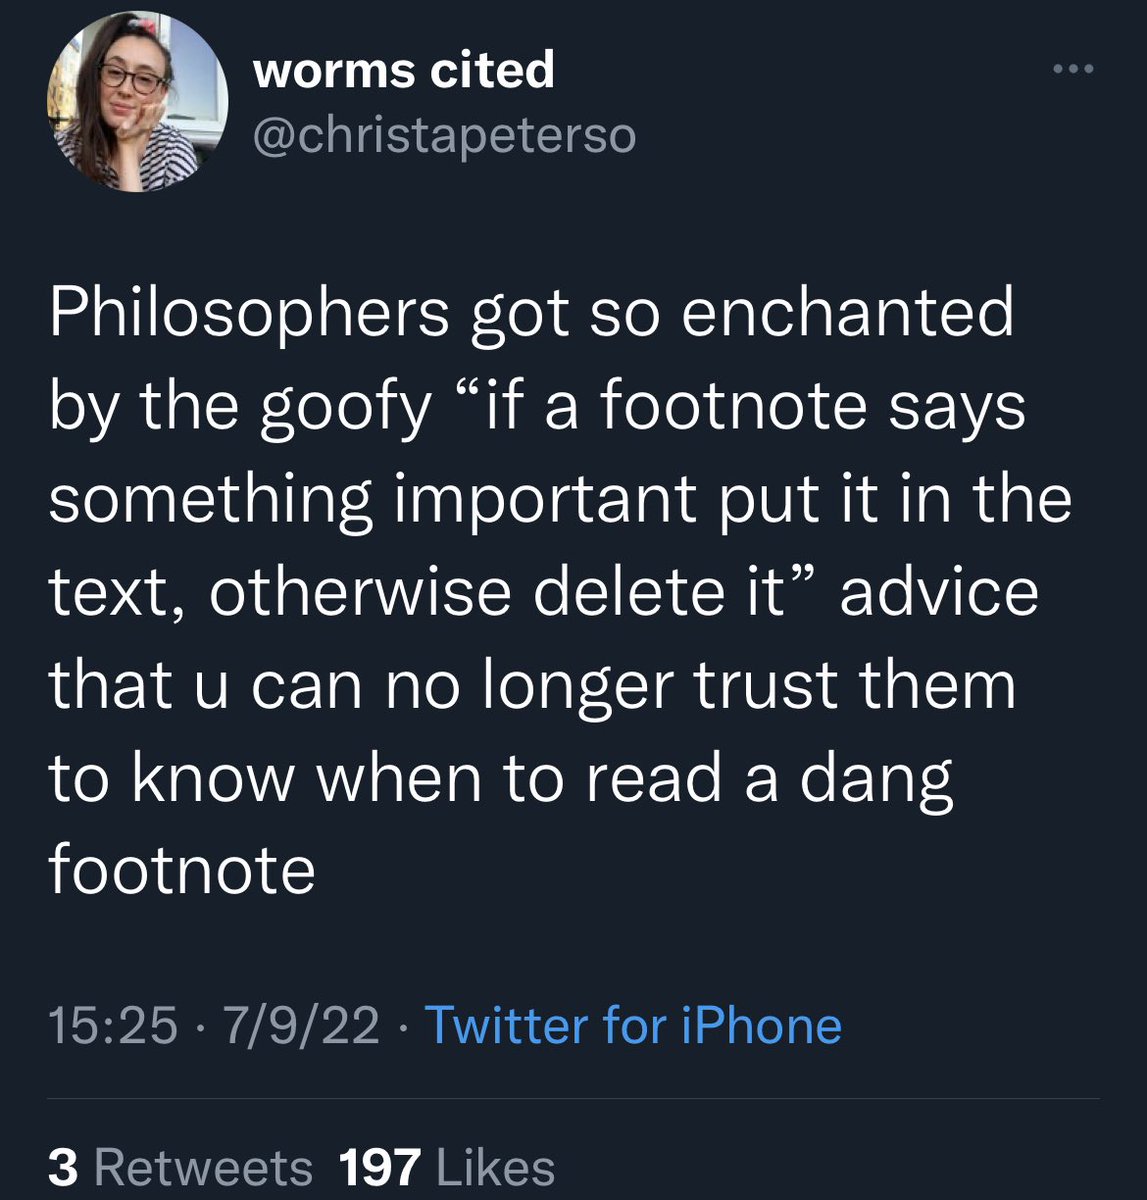 worms cited
@christapeterso
Philosophers got so enchanted
by the goofy “if a footnote says
something important put it in the
text, otherwise delete it” advice
that u can no longer trust them
to know when to read a dang
footnote
15:25 · 7/9/22 · Twitter for iPhone
3 Retweets 197 Likes